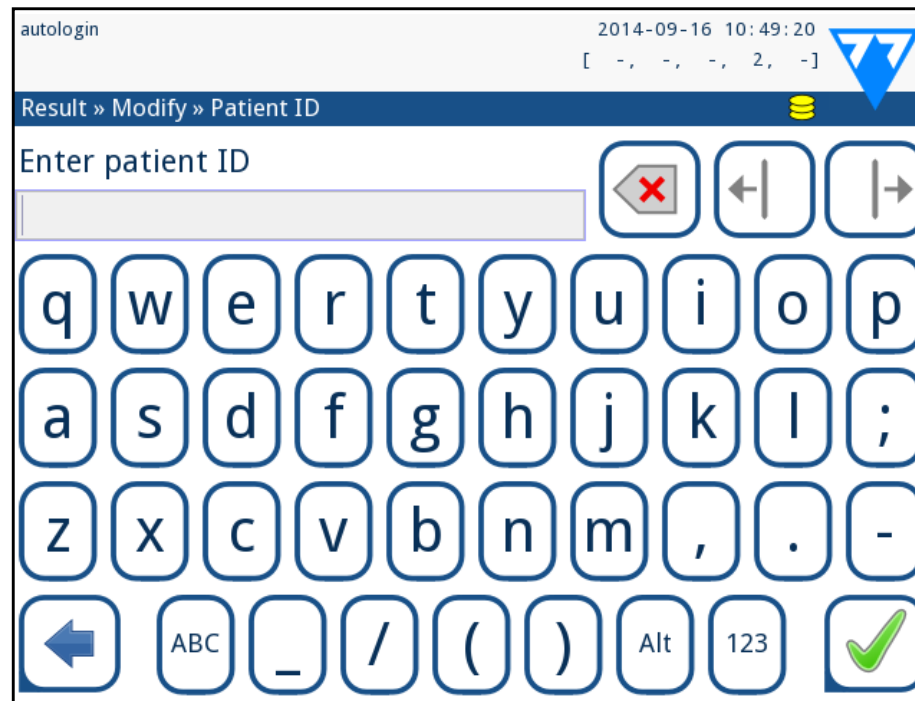 autologin 2014-09-16 10:49:20
[ -, -, -, 2, -]
Result » Modify » Patient ID
Enter patient ID
q w e r t y u i o p
a s d f g h j k l ;
z x c v b n m , . -
ABC _ / ( ) Alt 123